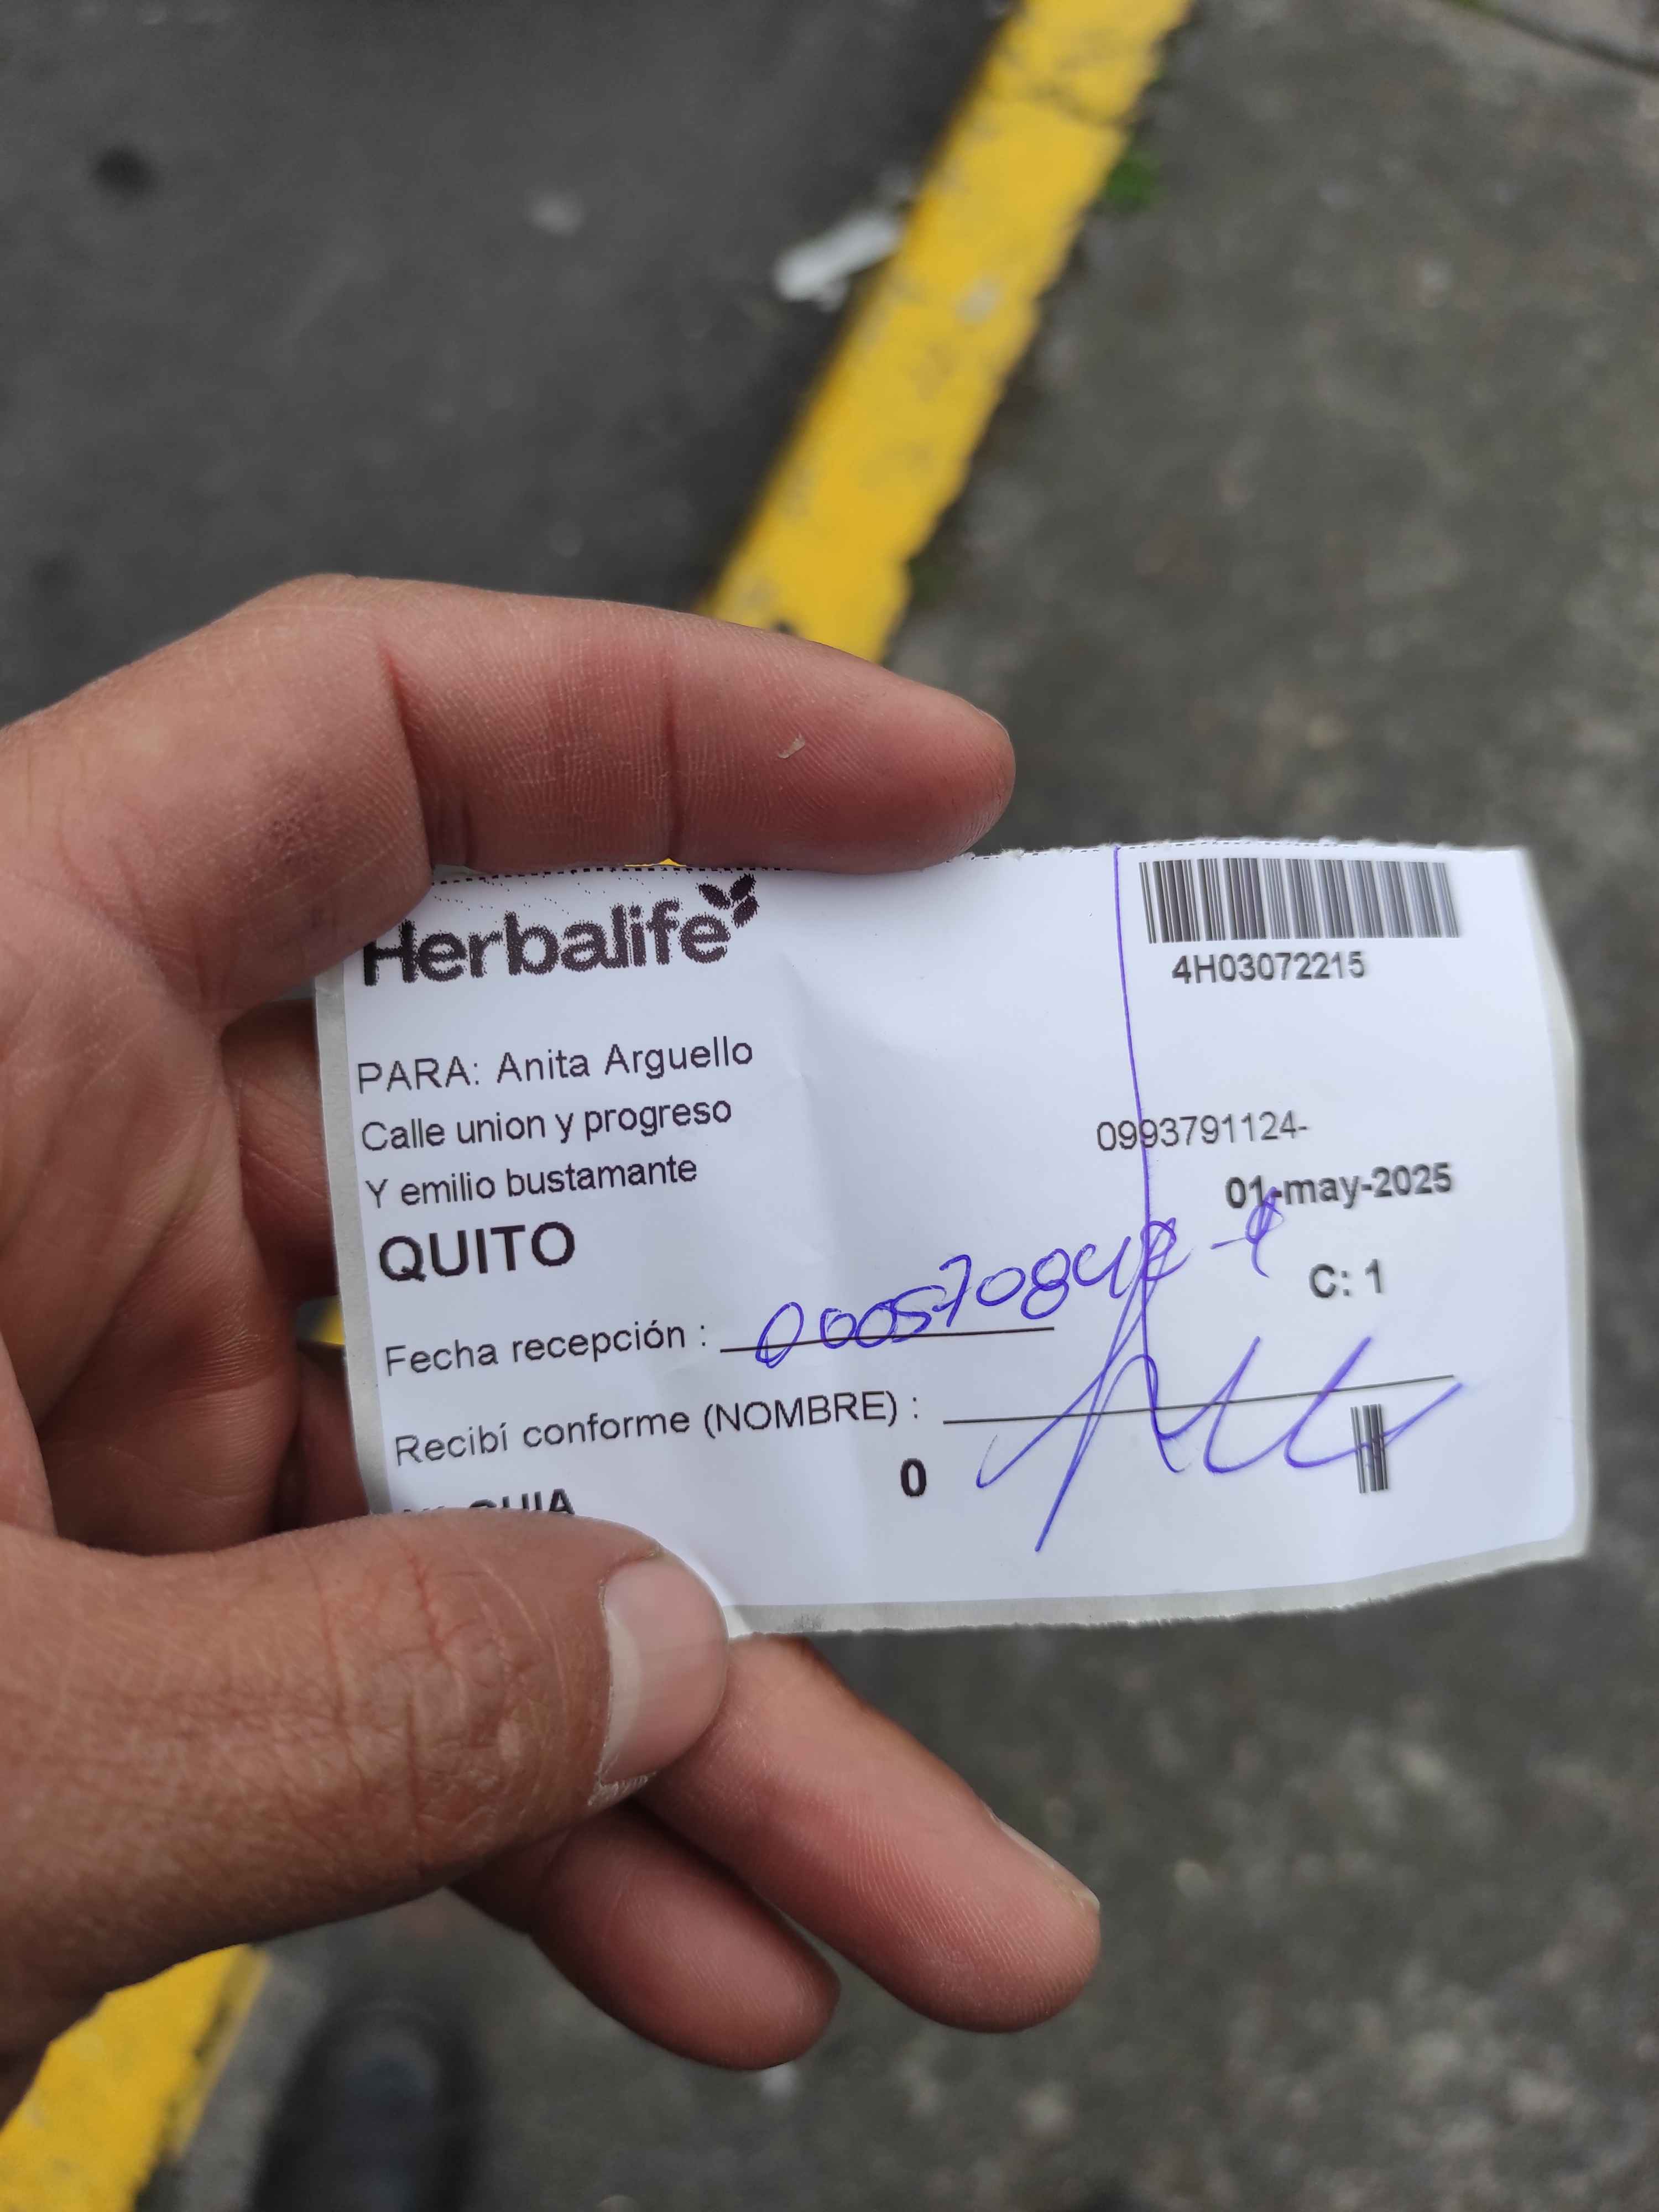 Herbalife
4H03072215
PARA: Anita Arguello
Calle union y progreso
0993791124-
Y emilio bustamante
01-may-2025
QUITO
C: 1
Fecha recepción :
Recibí conforme (NOMBRE) :
0
GUIA